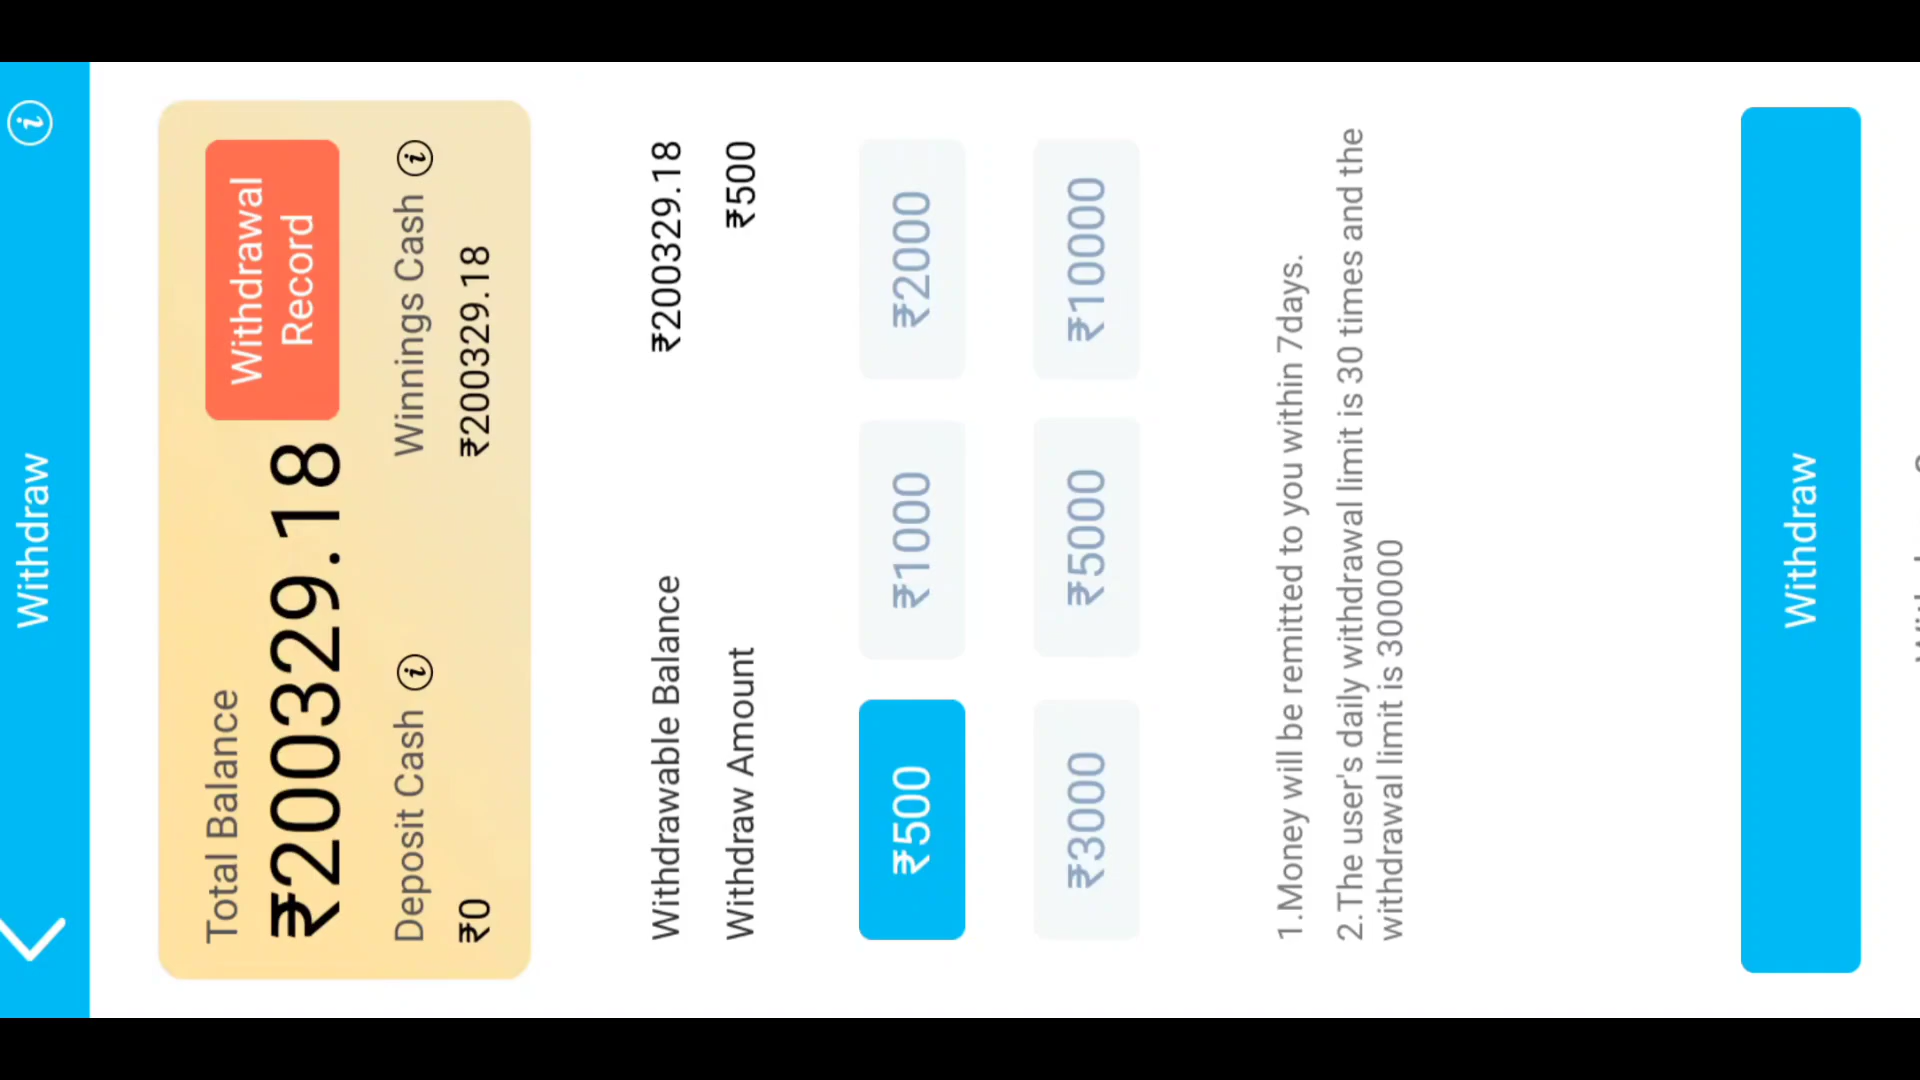 Withdraw
Total Balance
₹200329.18
Withdrawal
Record
Deposit Cash
Winnings Cash
₹0
₹200329.18
Withdrawable Balance
₹200329.18
Withdraw Amount
₹500
₹500
₹1000
₹2000
₹3000
₹5000
₹10000
1.Money will be remitted to you within 7days.
2.The user's daily withdrawal limit is 30 times and the
withdrawal limit is 300000
Withdraw